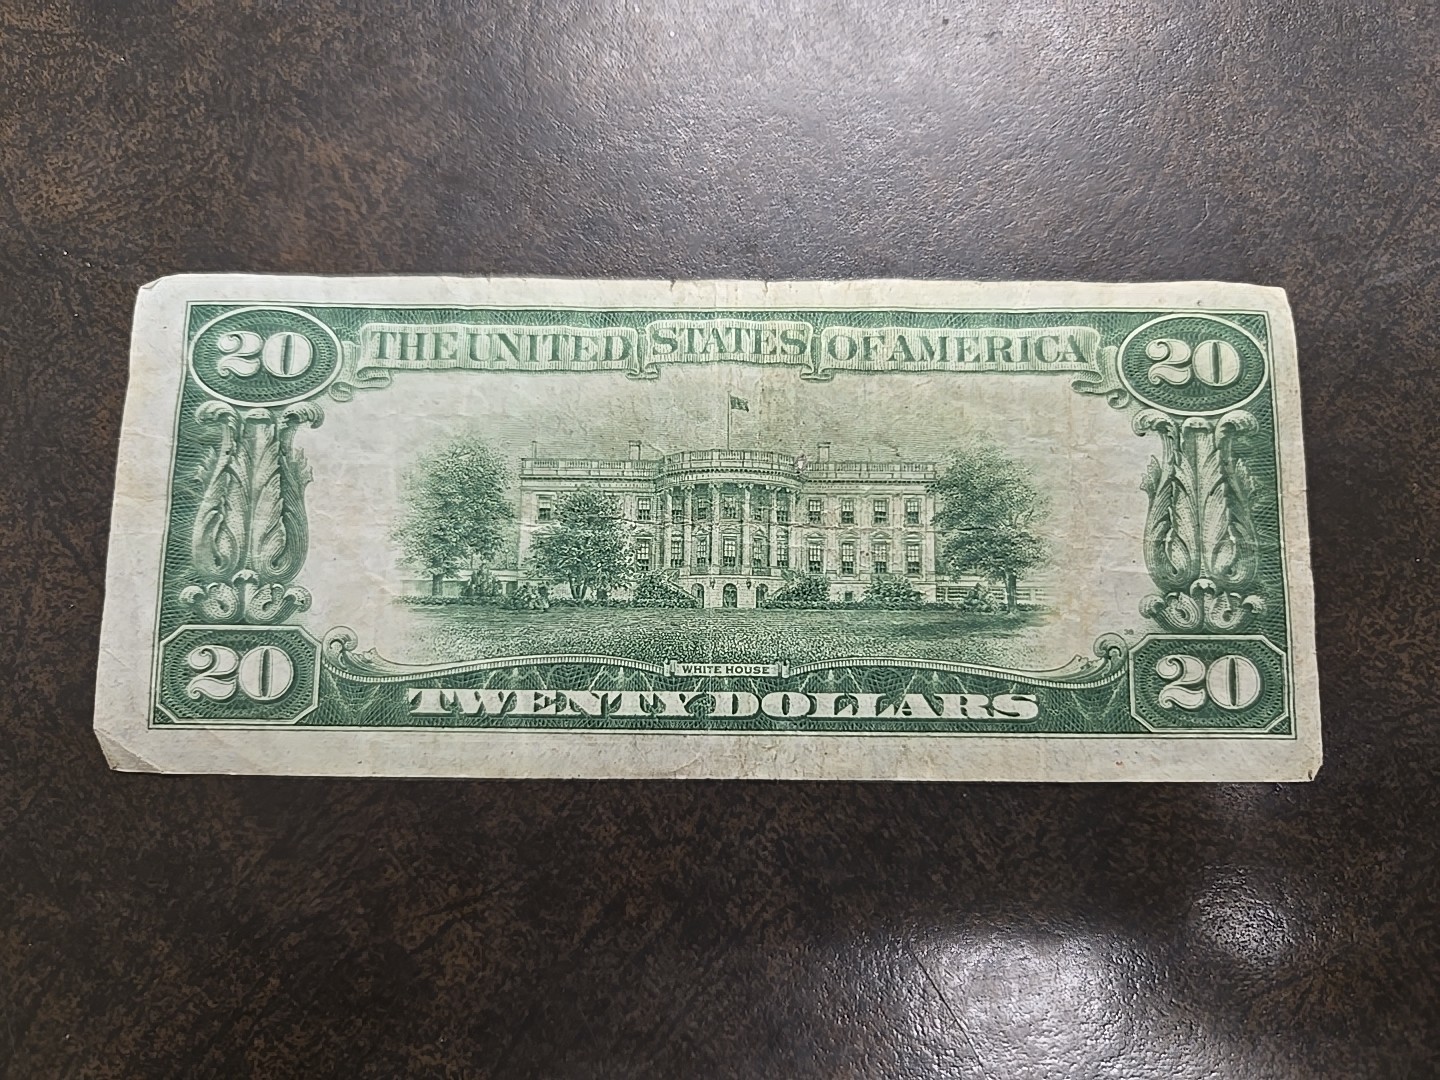 20 THE UNITED STATES OF AMERICA 20
WHITE HOUSE
20 TWENTY DOLLARS 20